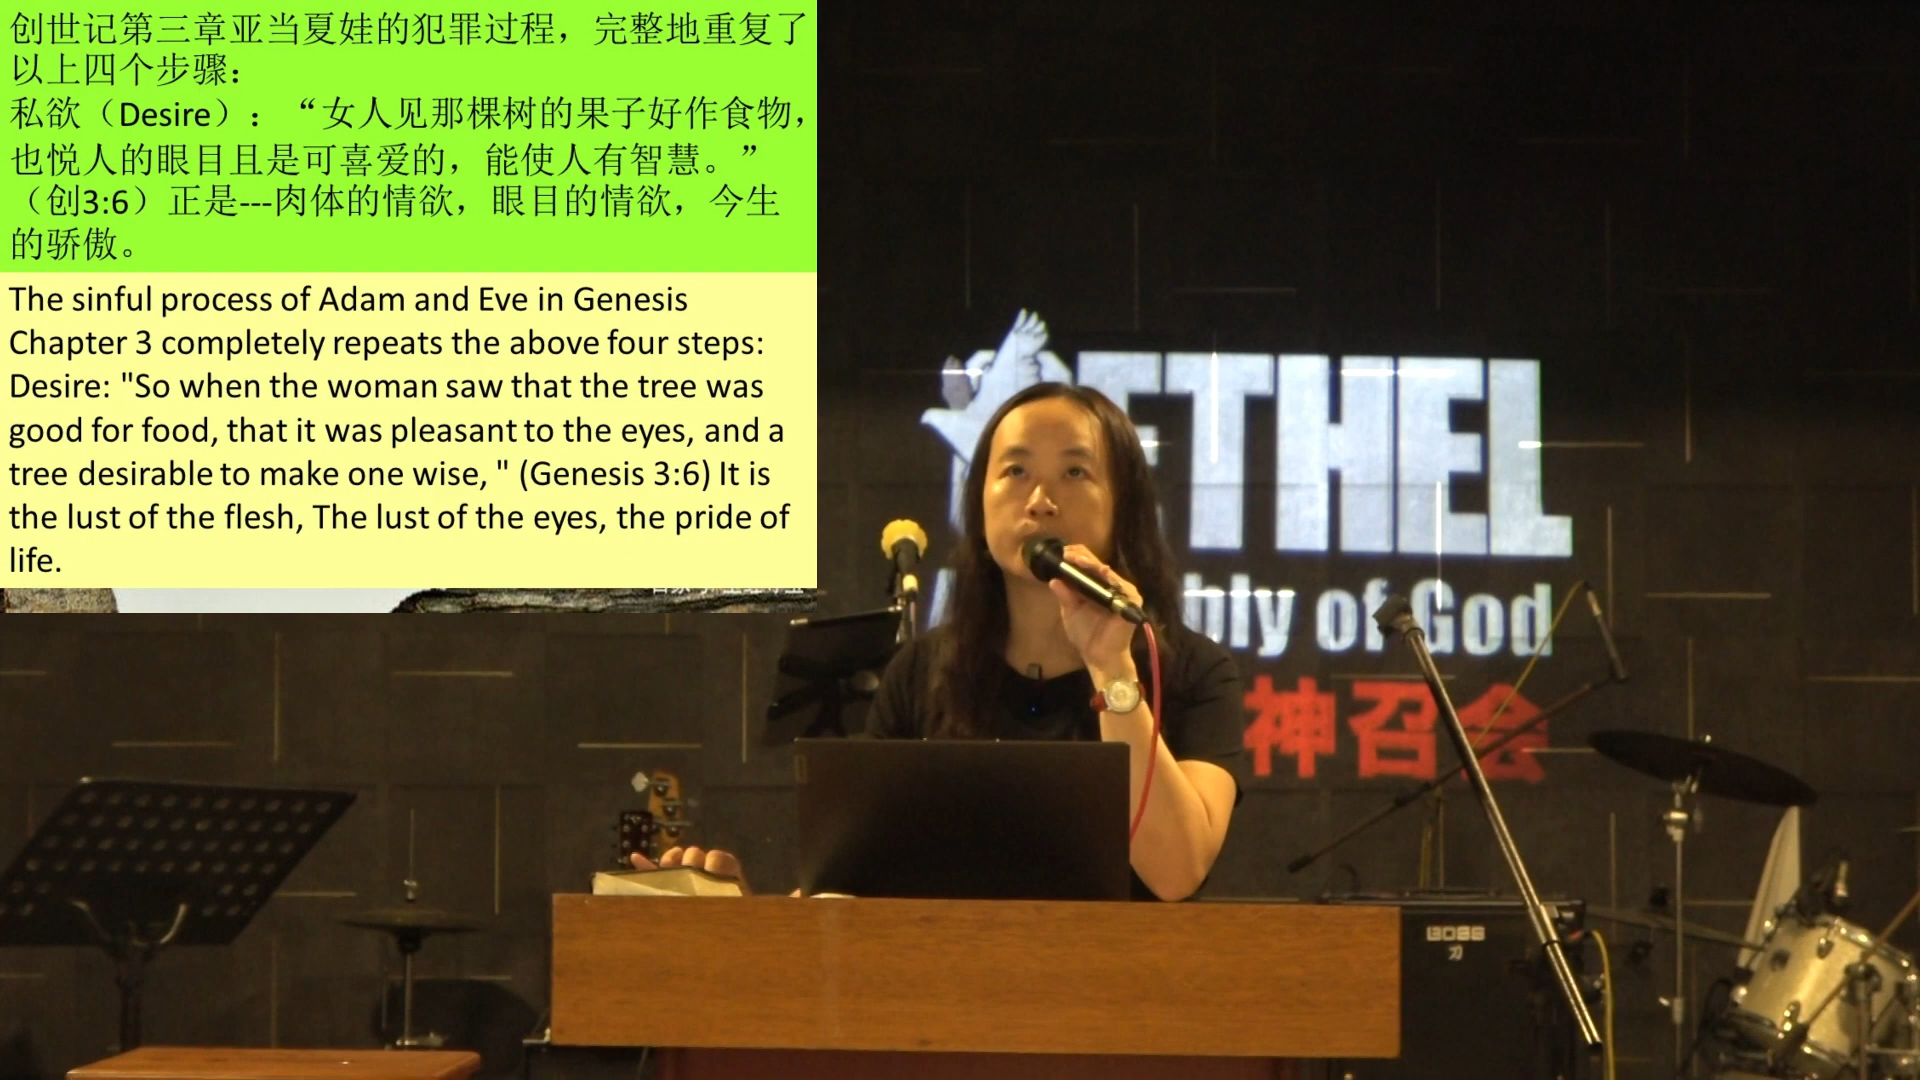 创世记第三章亚当夏娃的犯罪过程，完整地重复了
以上四个步骤：
私欲（Desire）：“女人见那棵树的果子好作食物，
也悦人的眼目且是可喜爱的，能使人有智慧。”
（创3:6）正是---肉体的情欲，眼目的情欲，今生
的骄傲。
The sinful process of Adam and Eve in Genesis
Chapter 3 completely repeats the above four steps:
Desire: "So when the woman saw that the tree was
good for food, that it was pleasant to the eyes, and a
tree desirable to make one wise, " (Genesis 3:6) It is
the lust of the flesh, The lust of the eyes, the pride of
life.
ETHEL
bly of God
神召会
BOSS
刀